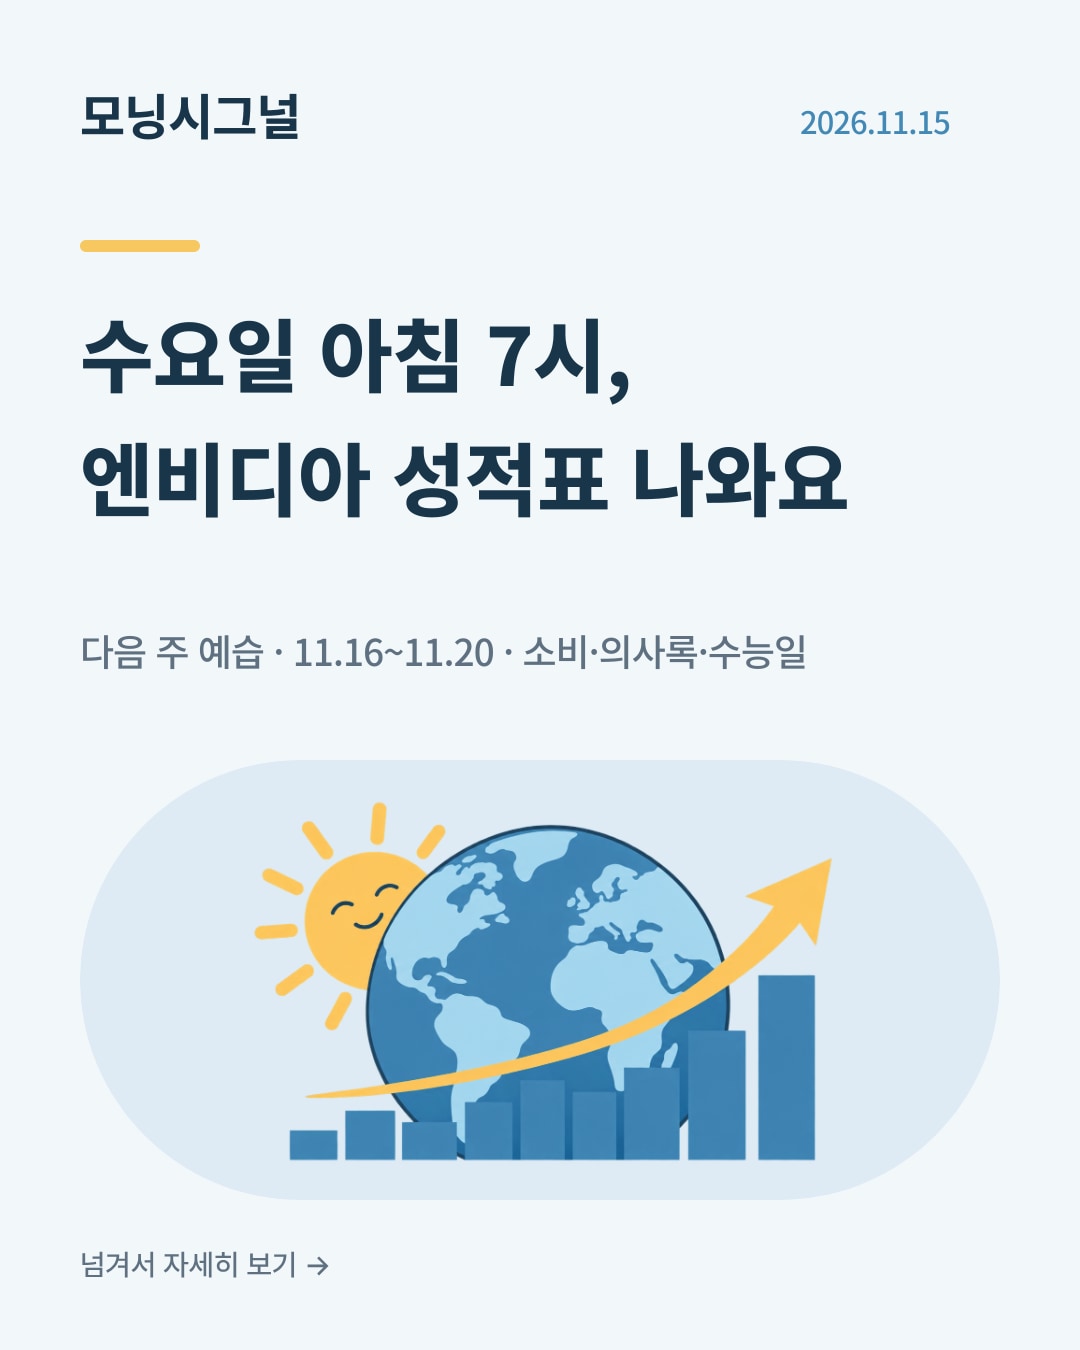 모닝시그널
2026.11.15
수요일 아침 7시,
엔비디아 성적표 나와요
다음 주 예습 · 11.16~11.20 · 소비·의사록·수능일
넘겨서 자세히 보기 →